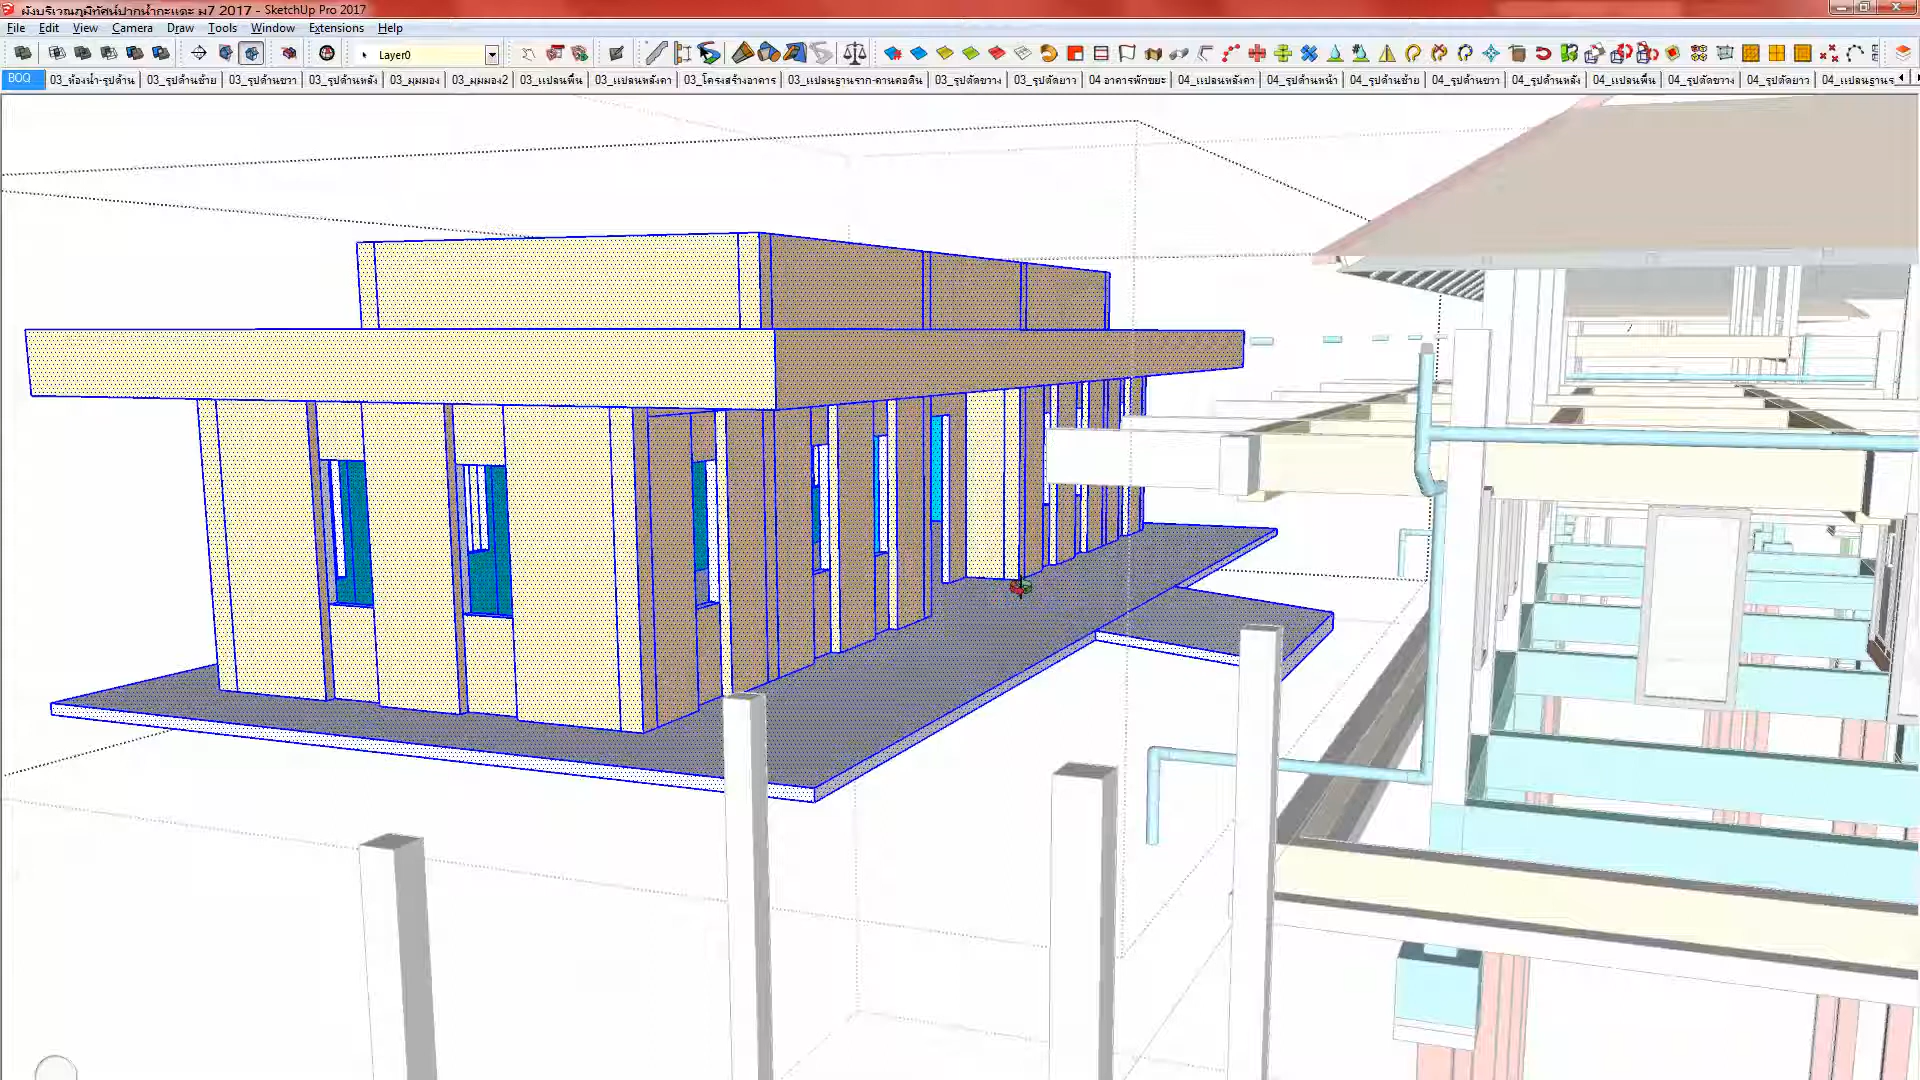 ผังบริเวณภูมิทัศน์ปากน้ำกะแดะ ม7 2017 - SketchUp Pro 2017
File Edit View Camera Draw Tools Window Extensions Help
Layer0
BOQ 03_ห้องน้ำ-รูปด้าน 03_รูปด้านซ้าย 03_รูปด้านขวา 03_รูปด้านหลัง 03_มุมมอง 03_มุมมอง2 03_แปลนพื้น 03_แปลนหลังคา 03_โครงสร้างอาคาร 03_แปลนฐานราก-คานคอดิน 03_รูปตัดขวาง 03_รูปตัดยาว 04 อาคารพักขยะ 04_แปลนหลังคา 04_รูปด้านหน้า 04_รูปด้านซ้าย 04_รูปด้านขวา 04_รูปด้านหลัง 04_แปลนพื้น 04_รูปตัดขวาง 04_รูปตัดยาว 04_แปลนฐานร